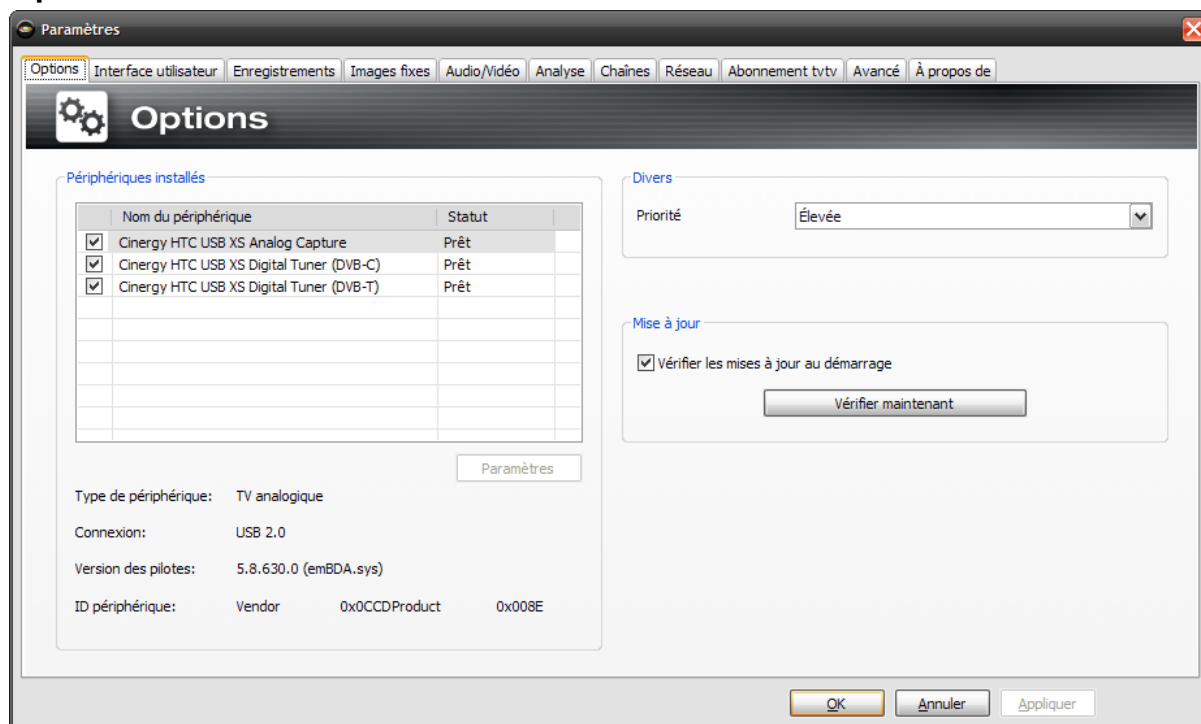 Paramètres
Options Interface utilisateur Enregistrements Images fixes Audio/Vidéo Analyse Chaînes Réseau Abonnement tvtv Avancé À propos de
Options
Périphériques installés
Nom du périphérique Statut
Cinergy HTC USB XS Analog Capture Prêt
Cinergy HTC USB XS Digital Tuner (DVB-C) Prêt
Cinergy HTC USB XS Digital Tuner (DVB-T) Prêt
Paramètres
Type de périphérique: TV analogique
Connexion: USB 2.0
Version des pilotes: 5.8.630.0 (emBDA.sys)
ID périphérique: Vendor 0x0CCDProduct 0x008E
Divers
Priorité Élevée
Mise à jour
Vérifier les mises à jour au démarrage
Vérifier maintenant
OK Annuler Appliquer